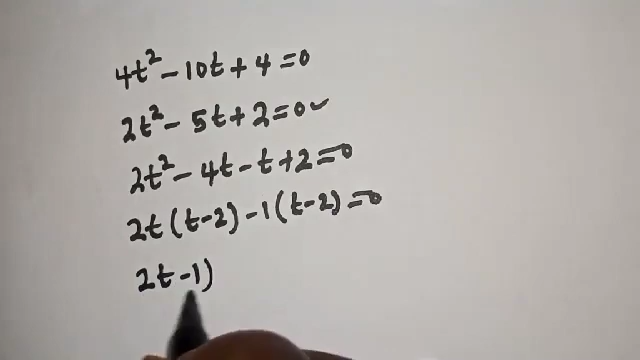 4t² - 10t + 4 = 0
2t² - 5t + 2 = 0 ✓
2t² - 4t - t + 2 = 0
2t (t-2) - 1 (t-2) = 0
2t - 1)